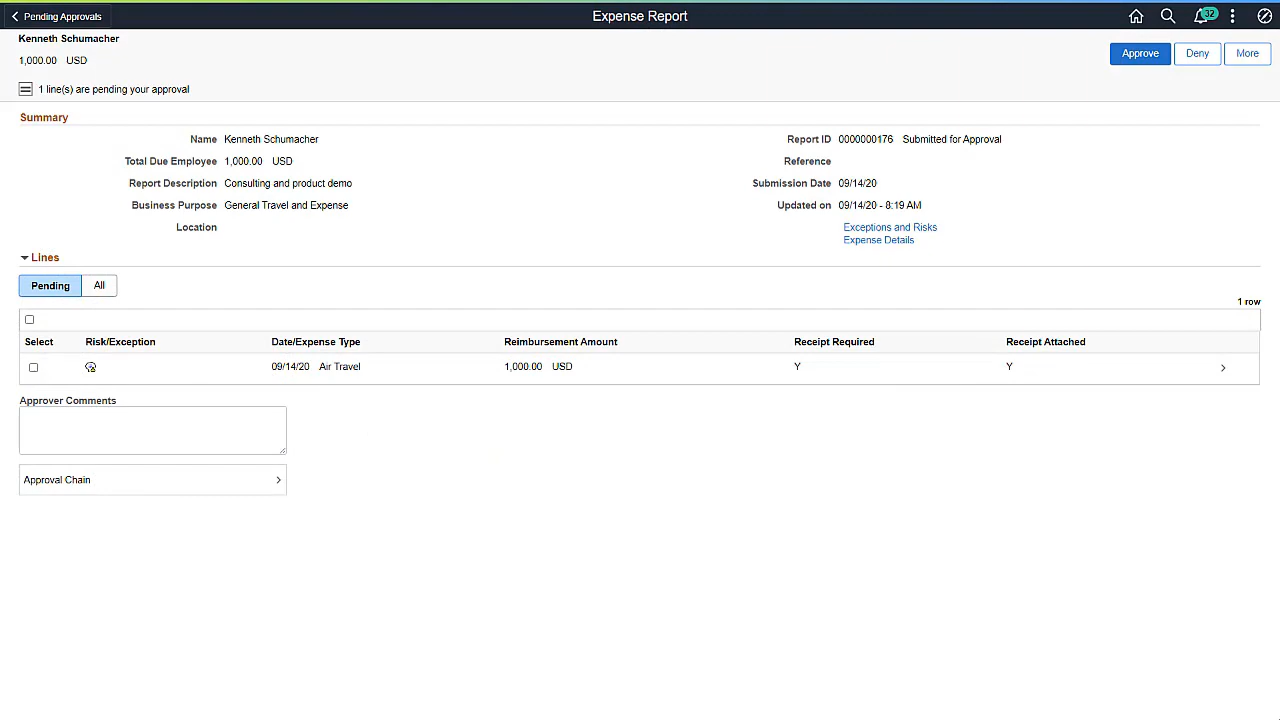 Pending Approvals
Expense Report
32
Kenneth Schumacher
1,000.00 USD
Approve Deny More
1 line(s) are pending your approval
Summary
Name Kenneth Schumacher Report ID 0000000176 Submitted for Approval
Total Due Employee 1,000.00 USD Reference
Report Description Consulting and product demo Submission Date 09/14/20
Business Purpose General Travel and Expense Updated on 09/14/20 - 8:19 AM
Location Exceptions and Risks
Expense Details
Lines
Pending All
1 row
Select Risk/Exception Date/Expense Type Reimbursement Amount Receipt Required Receipt Attached
09/14/20 Air Travel 1,000.00 USD Y Y
Approver Comments
Approval Chain